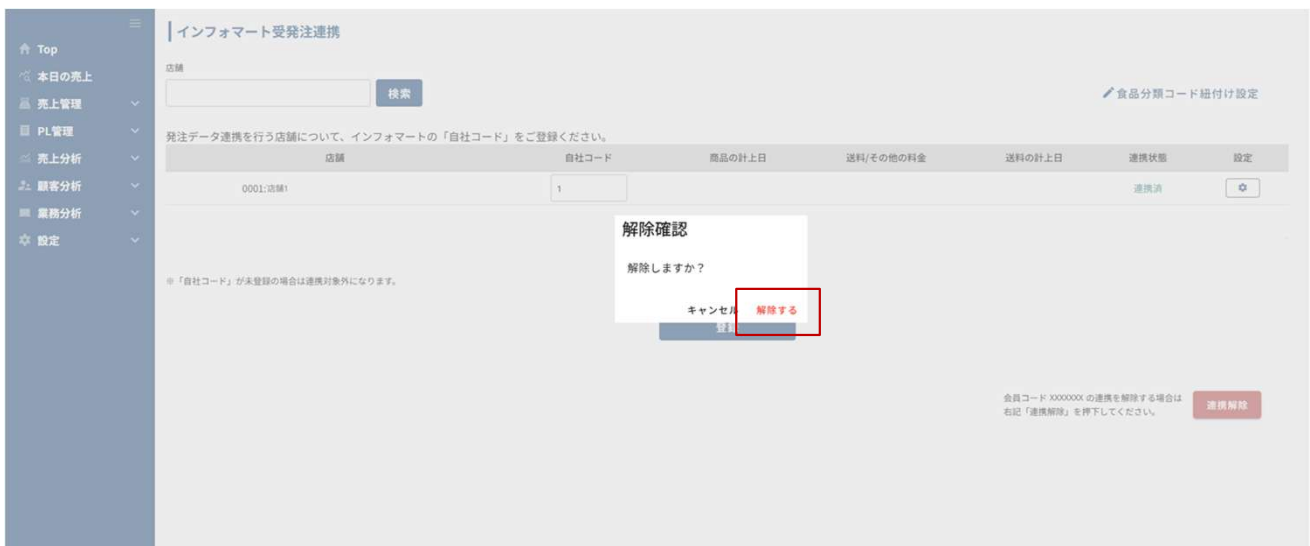 インフォマート受発注連携
Top
本日の売上
売上管理
PL管理
売上分析
顧客分析
業務分析
設定
店舗
検索
食品分類コード紐付け設定
発注データ連携を行う店舗について、インフォマートの「自社コード」をご登録ください。
店舗 自社コード 商品の計上日 送料/その他の料金 送料の計上日 連携状態 設定
0001:店舗1 1 連携済
解除確認
解除しますか？
キャンセル 解除する
※「自社コード」が未登録の場合は連携対象外になります。
会員コード XXXXXXX の連携を解除する場合は
右記「連携解除」を押下してください。
連携解除